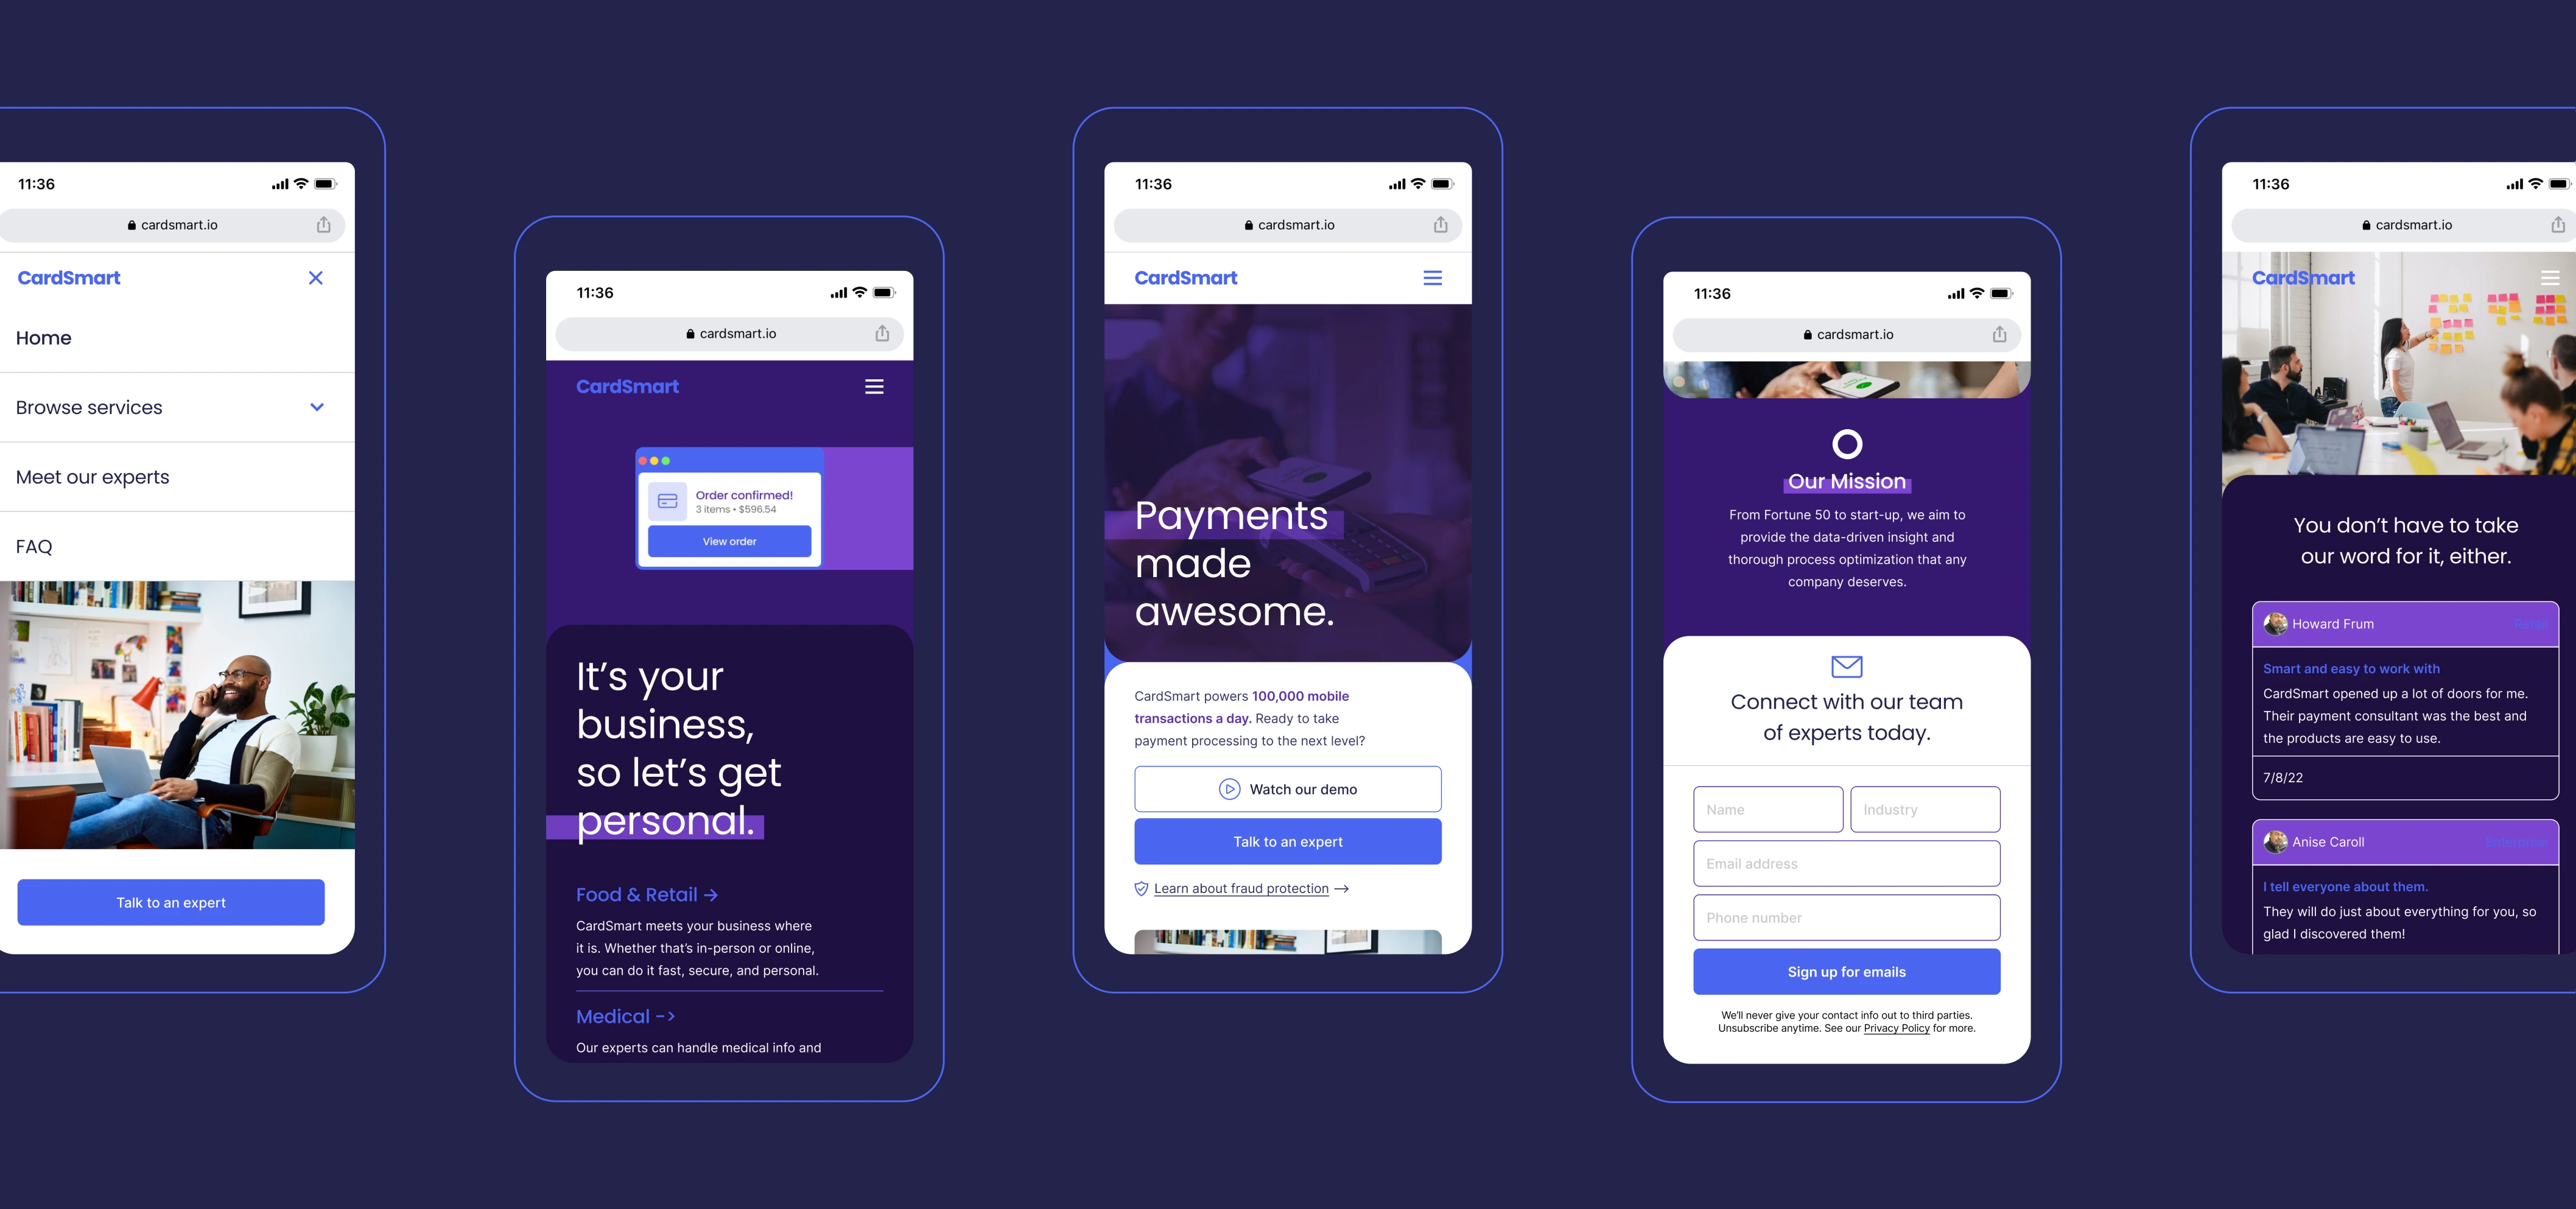 11:36
cardsmart.io
CardSmart
Home
Browse services
Meet our experts
FAQ
Talk to an expert
11:36
cardsmart.io
CardSmart
Order confirmed!
3 items • $596.54
View order
It’s your
business,
so let’s get
personal.
Food & Retail →
CardSmart meets your business where
it is. Whether that’s in-person or online,
you can do it fast, secure, and personal.
Medical ->
Our experts can handle medical info and
11:36
cardsmart.io
CardSmart
Payments
made
awesome.
CardSmart powers 100,000 mobile
transactions a day. Ready to take
payment processing to the next level?
Watch our demo
Talk to an expert
Learn about fraud protection →
11:36
cardsmart.io
Our Mission
From Fortune 50 to start-up, we aim to
provide the data-driven insight and
thorough process optimization that any
company deserves.
Connect with our team
of experts today.
Name Industry
Email address
Phone number
Sign up for emails
We’ll never give your contact info out to third parties.
Unsubscribe anytime. See our Privacy Policy for more.
11:36
cardsmart.io
CardSmart
You don’t have to take
our word for it, either.
Howard Frum Retail
Smart and easy to work with
CardSmart opened up a lot of doors for me.
Their payment consultant was the best and
the products are easy to use.
7/8/22
Anise Caroll Enterprise
I tell everyone about them.
They will do just about everything for you, so
glad I discovered them!